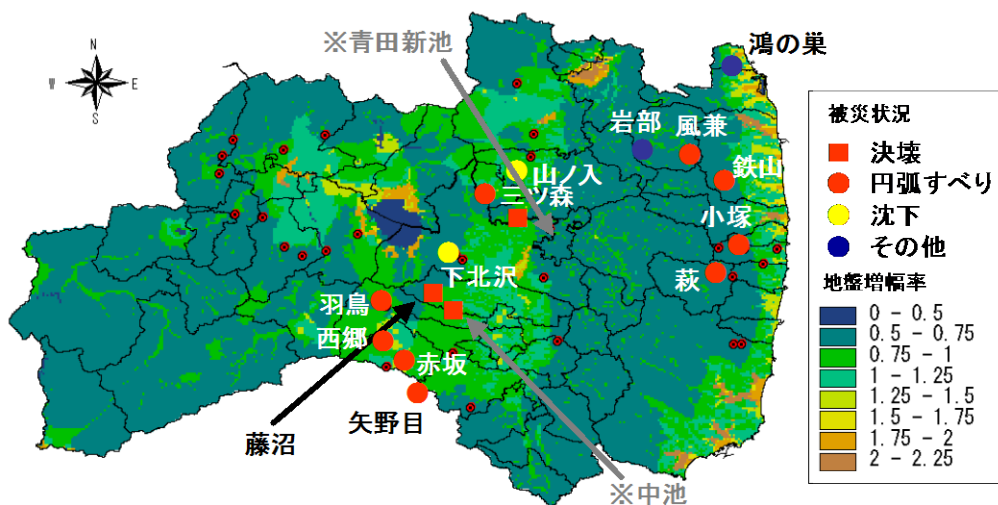 ※青田新池
鴻の巣
N
W
E
S
岩部
風兼
山ノ入
鉄山
三ツ森
小塚
下北沢
萩
羽鳥
西郷
赤坂
矢野目
藤沼
※中池
被災状況
決壊
円弧すべり
沈下
その他
地盤増幅率
0 - 0.5
0.5 - 0.75
0.75 - 1
1 - 1.25
1.25 - 1.5
1.5 - 1.75
1.75 - 2
2 - 2.25